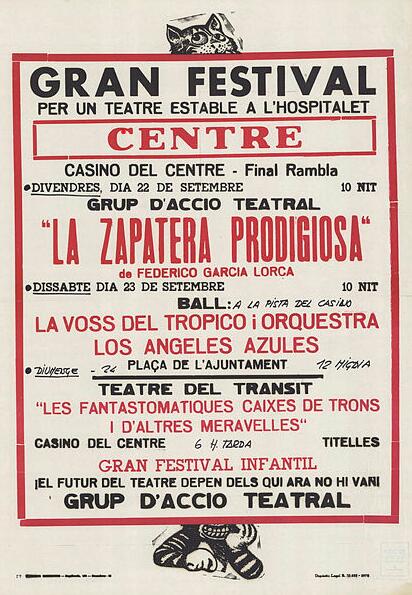 GRAN FESTIVAL
PER UN TEATRE ESTABLE A L'HOSPITALET
CENTRE
CASINO DEL CENTRE - Final Rambla
•DIVENDRES, DIA 22 DE SETEMBRE 10 NIT
GRUP D'ACCIO TEATRAL
"LA ZAPATERA PRODIGIOSA"
de FEDERICO GARCIA LORCA
•DISSABTE DIA 23 DE SETEMBRE 10 NIT
BALL: A LA PISTA DEL CASINO
LA VOSS DEL TROPICO i ORQUESTRA
LOS ANGELES AZULES
•DIUMENGE - 24 PLAÇA DE L'AJUNTAMENT 12 MIGDIA
TEATRE DEL TRANSIT
"LES FANTASTOMATIQUES CAIXES DE TRONS
I D'ALTRES MERAVELLES"
CASINO DEL CENTRE 6 H. TARDA TITELLES
GRAN FESTIVAL INFANTIL
¡EL FUTUR DEL TEATRE DEPEN DELS QUI ARA NO HI VAN!
GRUP D'ACCIO TEATRAL
Depósito Legal B.